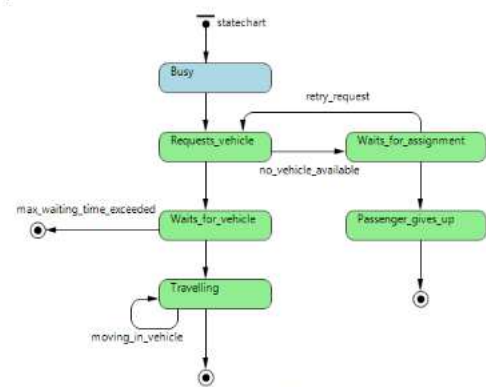 statechart
Busy
retry_request
Requests_vehicle
Waits_for_assignment
no_vehicle_available
max_waiting_time_exceeded
Waits_for_vehicle
Passenger_gives_up
Travelling
moving_in_vehicle